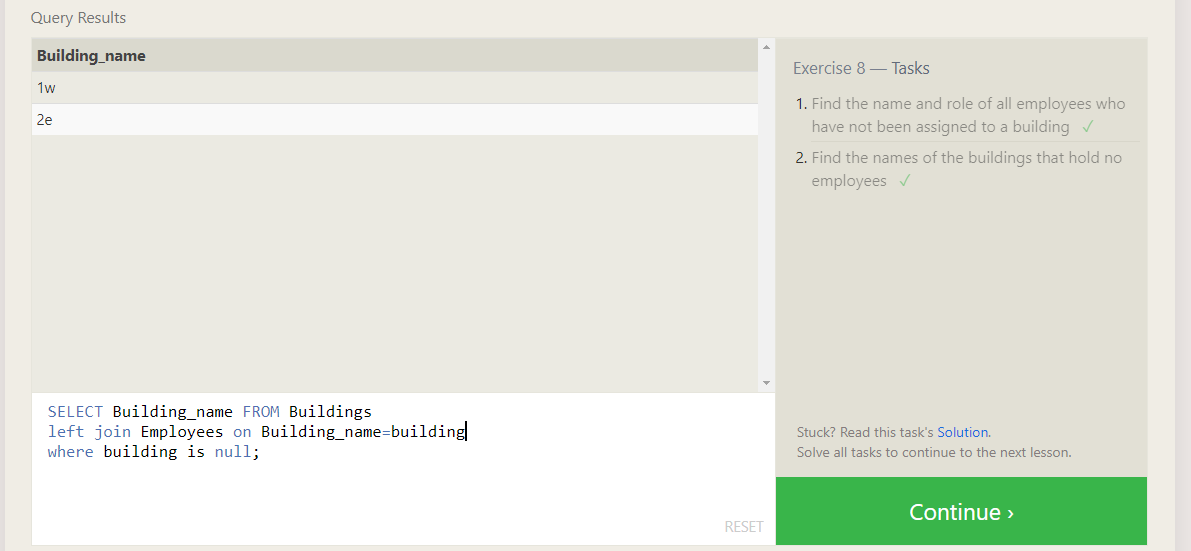 Query Results
Building_name
1w
2e
SELECT Building_name FROM Buildings
left join Employees on Building_name=building
where building is null;
RESET
Exercise 8 — Tasks
1. Find the name and role of all employees who
have not been assigned to a building ✓
2. Find the names of the buildings that hold no
employees ✓
Stuck? Read this task's Solution.
Solve all tasks to continue to the next lesson.
Continue ›